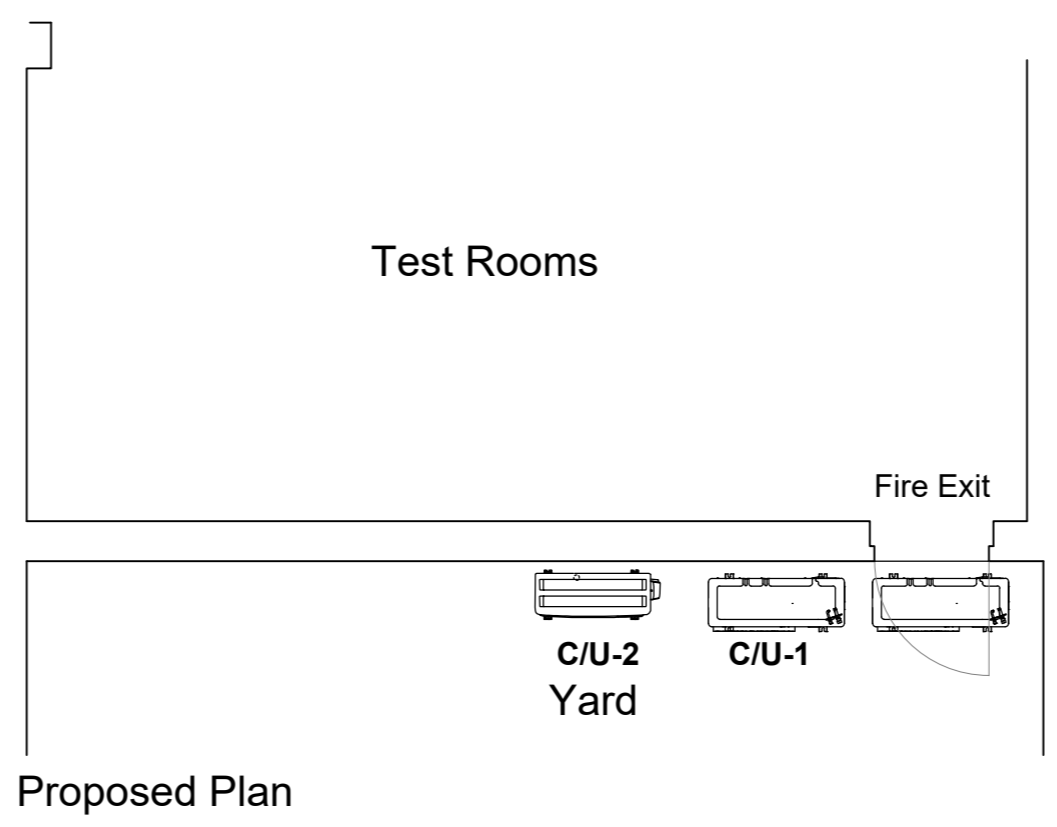 Test Rooms
Fire Exit
C/U-2
C/U-1
Yard
Proposed Plan